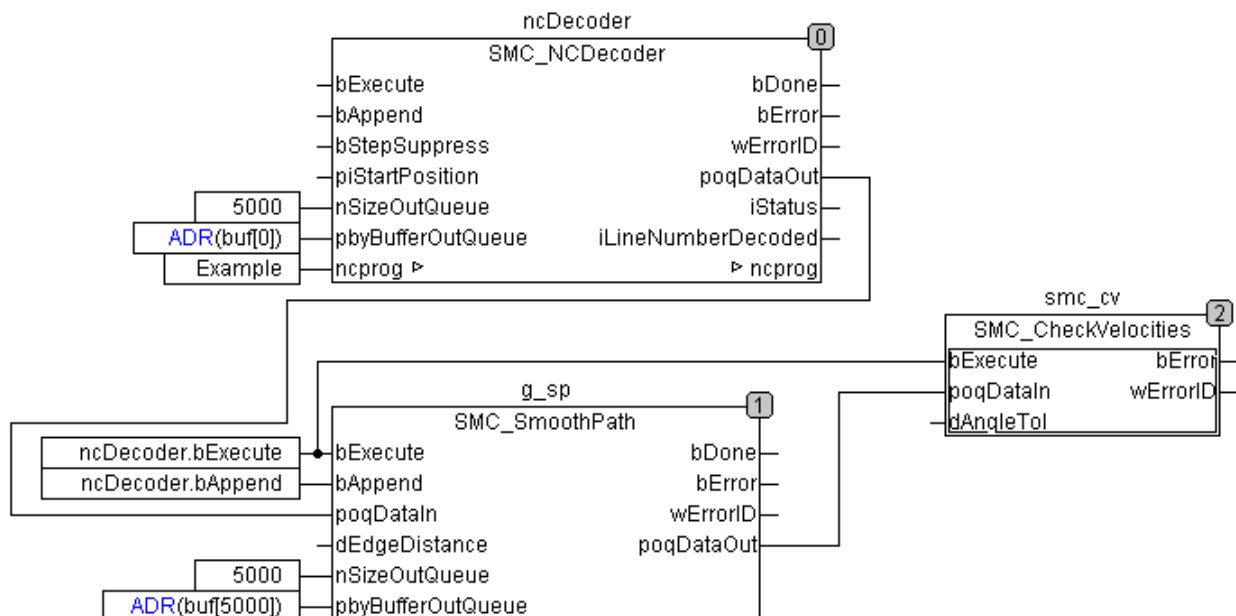 ncDecoder
0
SMC_NCDecoder
bExecute bDone
bAppend bError
bStepSuppress wErrorID
piStartPosition poqDataOut
5000 nSizeOutQueue iStatus
ADR(buf[0]) pbyBufferOutQueue iLineNumberDecoded
Example ncprog ncprog
smc_cv
2
SMC_CheckVelocities
bExecute bError
poqDataIn wErrorID
dAngleTol
g_sp
1
SMC_SmoothPath
ncDecoder.bExecute bExecute bDone
ncDecoder.bAppend bAppend bError
poqDataIn wErrorID
dEdgeDistance poqDataOut
5000 nSizeOutQueue
ADR(buf[5000]) pbyBufferOutQueue